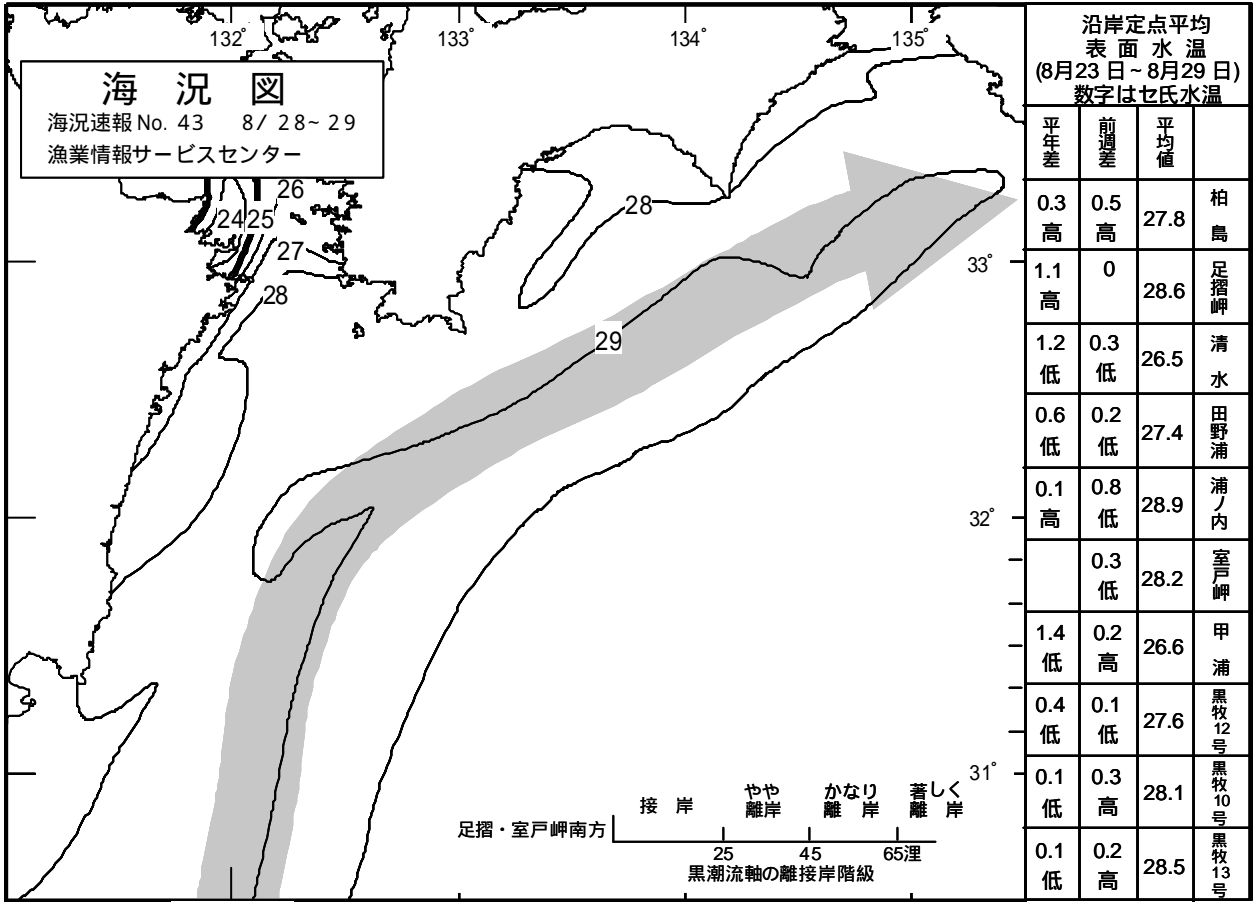 132°
133°
134°
135°
海 況 図
海況速報 No. 43 8/ 28~ 29
漁業情報サービスセンター
26
24
25
27
28
28
29
33°
32°
31°
接 岸
やや
離岸
かなり
離 岸
著しく
離 岸
足摺・室戸岬南方
25
45
65浬
黒潮流軸の離接岸階級
沿岸定点平均
表 面 水 温
(8月23 日~8月29 日)
数字はセ氏水温
平年差 前週差 平均値
0.3 高 0.5 高 27.8 柏島
1.1 高 0 28.6 足摺岬
1.2 低 0.3 低 26.5 清水
0.6 低 0.2 低 27.4 田野浦
0.1 高 0.8 低 28.9 浦ノ内
0.3 低 28.2 室戸岬
1.4 低 0.2 高 26.6 甲浦
0.4 低 0.1 低 27.6 黒牧12号
0.1 低 0.3 高 28.1 黒牧10号
0.1 低 0.2 高 28.5 黒牧13号